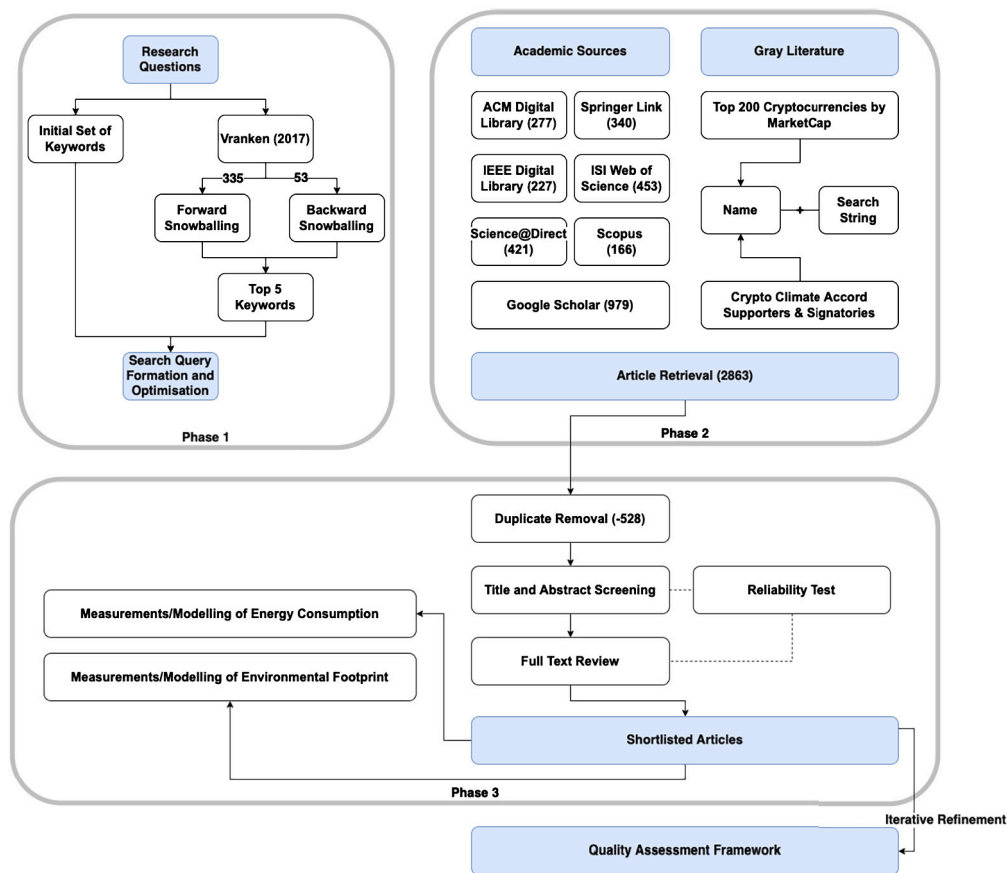 Research
Questions
Initial Set of
Keywords
Vranken (2017)
335
53
Forward
Snowballing
Backward
Snowballing
Top 5
Keywords
Search Query
Formation and
Optimisation
Phase 1
Academic Sources
Gray Literature
ACM Digital
Library (277)
Springer Link
(340)
Top 200 Cryptocurrencies by
MarketCap
IEEE Digital
Library (227)
ISI Web of
Science (453)
Name
+
Search
String
Science@Direct
(421)
Scopus
(166)
Google Scholar (979)
Crypto Climate Accord
Supporters & Signatories
Article Retrieval (2863)
Phase 2
Duplicate Removal (-528)
Title and Abstract Screening
Reliability Test
Measurements/Modelling of Energy Consumption
Full Text Review
Measurements/Modelling of Environmental Footprint
Shortlisted Articles
Phase 3
Iterative Refinement
Quality Assessment Framework